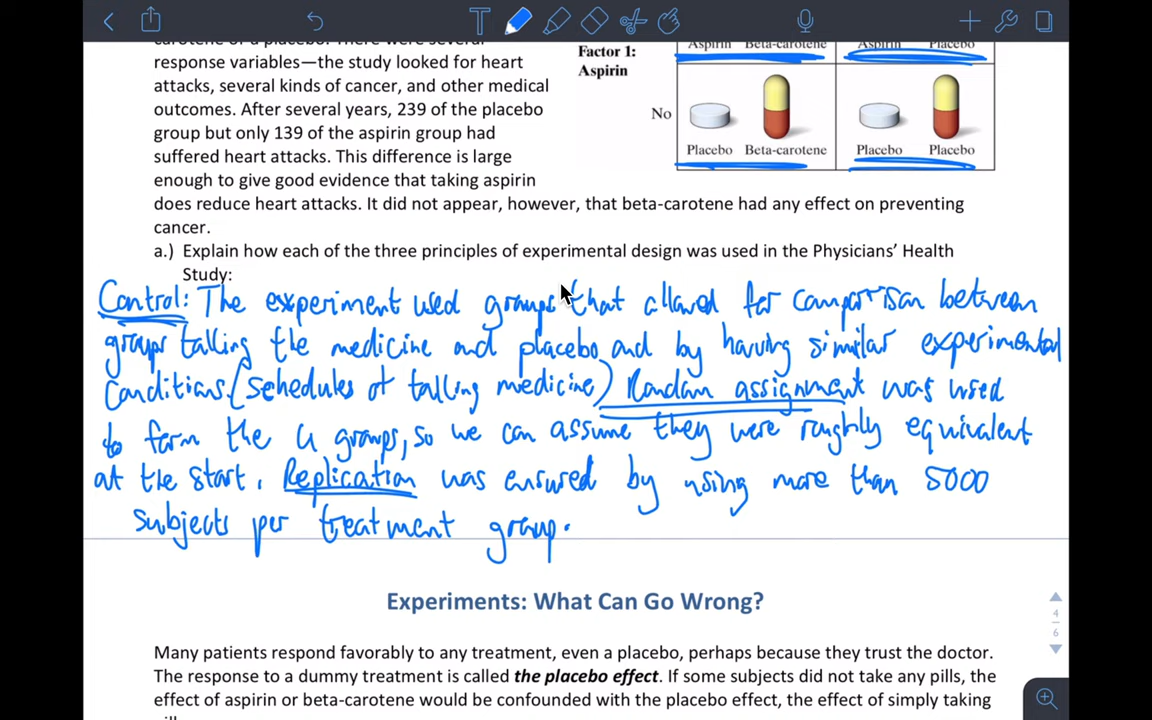 carotene or a placebo. There were several
response variables—the study looked for heart
attacks, several kinds of cancer, and other medical
outcomes. After several years, 239 of the placebo
group but only 139 of the aspirin group had
suffered heart attacks. This difference is large
enough to give good evidence that taking aspirin
does reduce heart attacks. It did not appear, however, that beta-carotene had any effect on preventing
cancer.
Factor 1:
Aspirin
Aspirin Beta-carotene Aspirin Placebo
No
Placebo Beta-carotene Placebo Placebo
a.) Explain how each of the three principles of experimental design was used in the Physicians' Health
Study:
Control: The experiment used groups that allowed for comparison between
groups talking the medicine and placebo and by having similar experimental
conditions. (schedules of talking medicine) Random assignment was used
to form the 4 groups, so we can assume they were roughly equivalent
at the start. Replication was ensured by using more than 5000
subjects per treatment group.
Experiments: What Can Go Wrong?
Many patients respond favorably to any treatment, even a placebo, perhaps because they trust the doctor.
The response to a dummy treatment is called the placebo effect. If some subjects did not take any pills, the
effect of aspirin or beta-carotene would be confounded with the placebo effect, the effect of simply taking
4
6